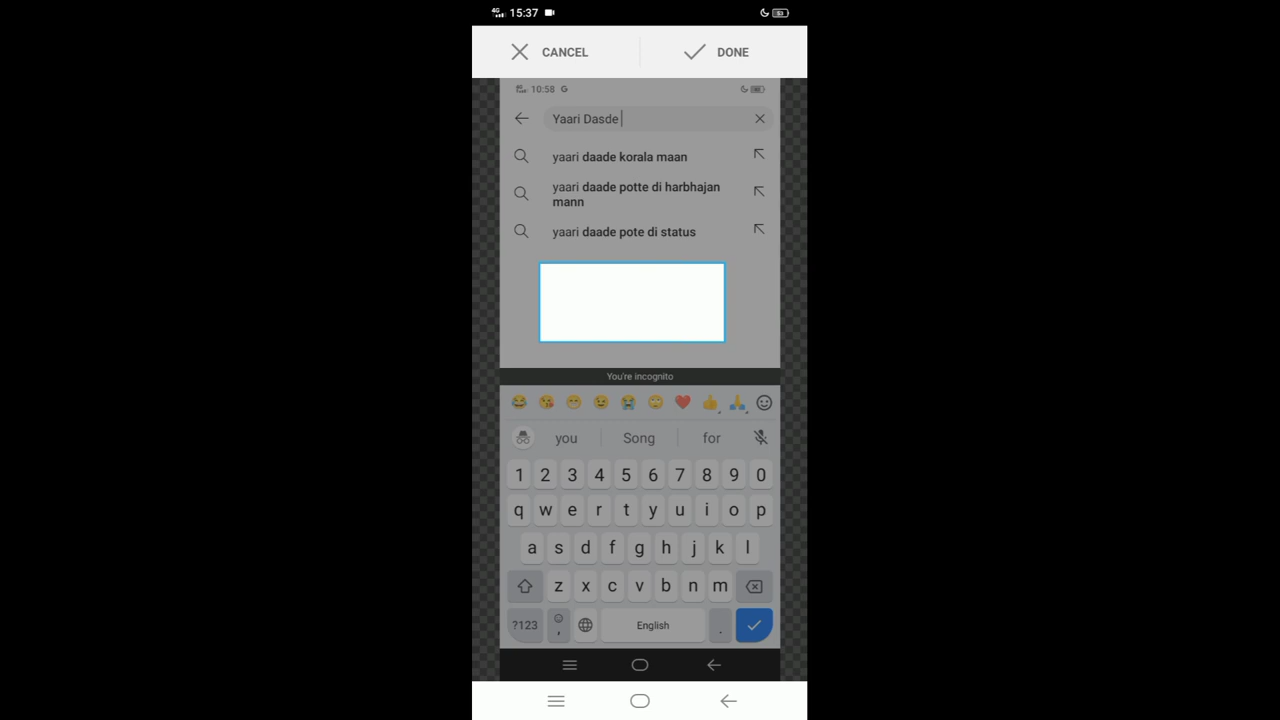 4G 15:37
CANCEL DONE
10:58 G
Yaari Dasde
yaari daade korala maan
yaari daade potte di harbhajan
mann
yaari daade pote di status
You're incognito
you Song for
1 2 3 4 5 6 7 8 9 0
q w e r t y u i o p
a s d f g h j k l
z x c v b n m
?123 , English .